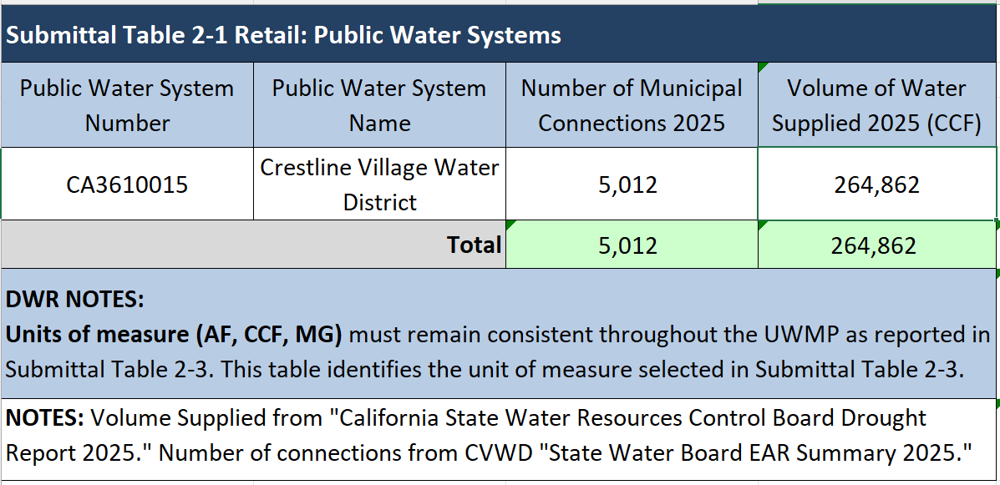 Submittal Table 2-1 Retail: Public Water Systems
Public Water System
Number
Public Water System
Name
Number of Municipal
Connections 2025
Volume of Water
Supplied 2025 (CCF)
CA3610015
Crestline Village Water
District
5,012
264,862
Total
5,012
264,862
DWR NOTES:
Units of measure (AF, CCF, MG) must remain consistent throughout the UWMP as reported in
Submittal Table 2-3. This table identifies the unit of measure selected in Submittal Table 2-3.
NOTES: Volume Supplied from "California State Water Resources Control Board Drought
Report 2025." Number of connections from CVWD "State Water Board EAR Summary 2025."